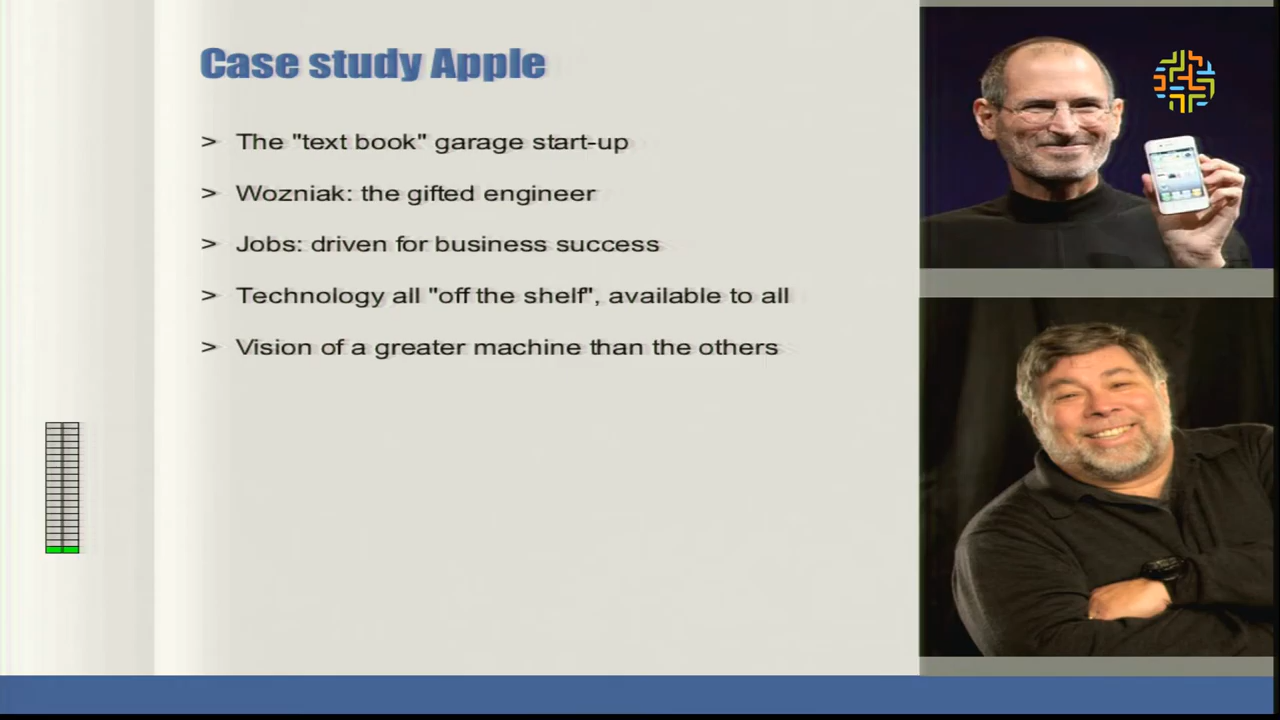 Case study Apple
> The "text book" garage start-up
> Wozniak: the gifted engineer
> Jobs: driven for business success
> Technology all "off the shelf", available to all
> Vision of a greater machine than the others